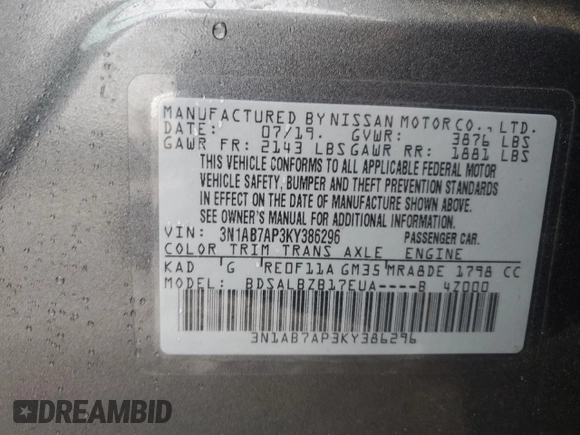 MANUFACTURED BY NISSAN MOTOR CO., LTD.
DATE: 07/19. GVWR: 3876 LBS
GAWR FR: 2143 LBS GAWR RR: 1881 LBS
THIS VEHICLE CONFORMS TO ALL APPLICABLE FEDERAL MOTOR
VEHICLE SAFETY, BUMPER AND THEFT PREVENTION STANDARDS
IN EFFECT ON THE DATE OF MANUFACTURE SHOWN ABOVE.
SEE OWNER'S MANUAL FOR ADDITIONAL INFORMATION.
VIN: 3N1AB7AP3KY386296 PASSENGER CAR.
COLOR TRIM TRANS AXLE ENGINE
KAD G RE0F11A GM35 MRA8DE 1798 CC
MODEL: BDSALBZB17EUA----B 4Z000
3N1AB7AP3KY386296
DREAMBID